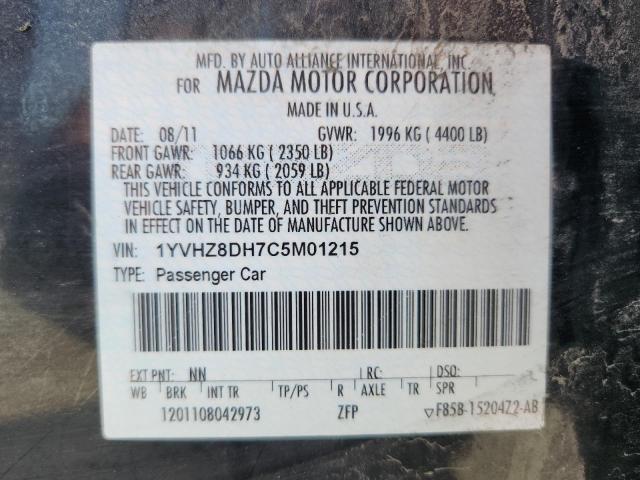 MFD. BY AUTO ALLIANCE INTERNATIONAL, INC.
FOR MAZDA MOTOR CORPORATION
MADE IN U.S.A.
DATE: 08/11 GVWR: 1996 KG ( 4400 LB)
FRONT GAWR: 1066 KG ( 2350 LB)
REAR GAWR: 934 KG ( 2059 LB)
THIS VEHICLE CONFORMS TO ALL APPLICABLE FEDERAL MOTOR
VEHICLE SAFETY, BUMPER, AND THEFT PREVENTION STANDARDS
IN EFFECT ON THE DATE OF MANUFACTURE SHOWN ABOVE.
VIN: 1YVHZ8DH7C5M01215
TYPE: Passenger Car
EXT PNT: NN RC: DSO:
WB BRK INT TR TP/PS R AXLE TR SPR
1201108042973 ZFP ▽F85B-15204Z2-AB